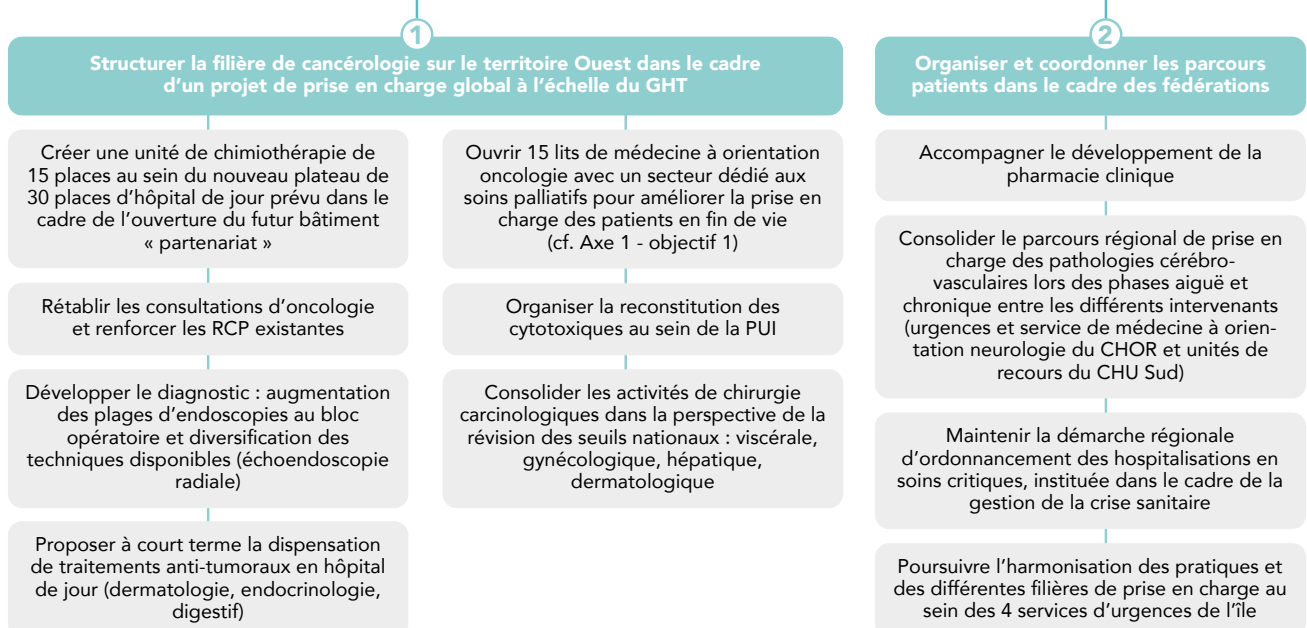 1
Structurer la filière de cancérologie sur le territoire Ouest dans le cadre
d'un projet de prise en charge global à l'échelle du GHT
Créer une unité de chimiothérapie de
15 places au sein du nouveau plateau de
30 places d'hôpital de jour prévu dans le
cadre de l'ouverture du futur bâtiment
« partenariat »
Rétablir les consultations d'oncologie
et renforcer les RCP existantes
Développer le diagnostic : augmentation
des plages d'endoscopies au bloc
opératoire et diversification des
techniques disponibles (échoendoscopie
radiale)
Proposer à court terme la dispensation
de traitements anti-tumoraux en hôpital
de jour (dermatologie, endocrinologie,
digestif)
Ouvrir 15 lits de médecine à orientation
oncologie avec un secteur dédié aux
soins palliatifs pour améliorer la prise en
charge des patients en fin de vie
(cf. Axe 1 - objectif 1)
Organiser la reconstitution des
cytotoxiques au sein de la PUI
Consolider les activités de chirurgie
carcinologiques dans la perspective de la
révision des seuils nationaux : viscérale,
gynécologique, hépatique,
dermatologique
2
Organiser et coordonner les parcours
patients dans le cadre des fédérations
Accompagner le développement de la
pharmacie clinique
Consolider le parcours régional de prise en
charge des pathologies cérébro-
vasculaires lors des phases aiguë et
chronique entre les différents intervenants
(urgences et service de médecine à orien-
tation neurologie du CHOR et unités de
recours du CHU Sud)
Maintenir la démarche régionale
d'ordonnancement des hospitalisations en
soins critiques, instituée dans le cadre de la
gestion de la crise sanitaire
Poursuivre l'harmonisation des pratiques et
des différentes filières de prise en charge au
sein des 4 services d'urgences de l'île